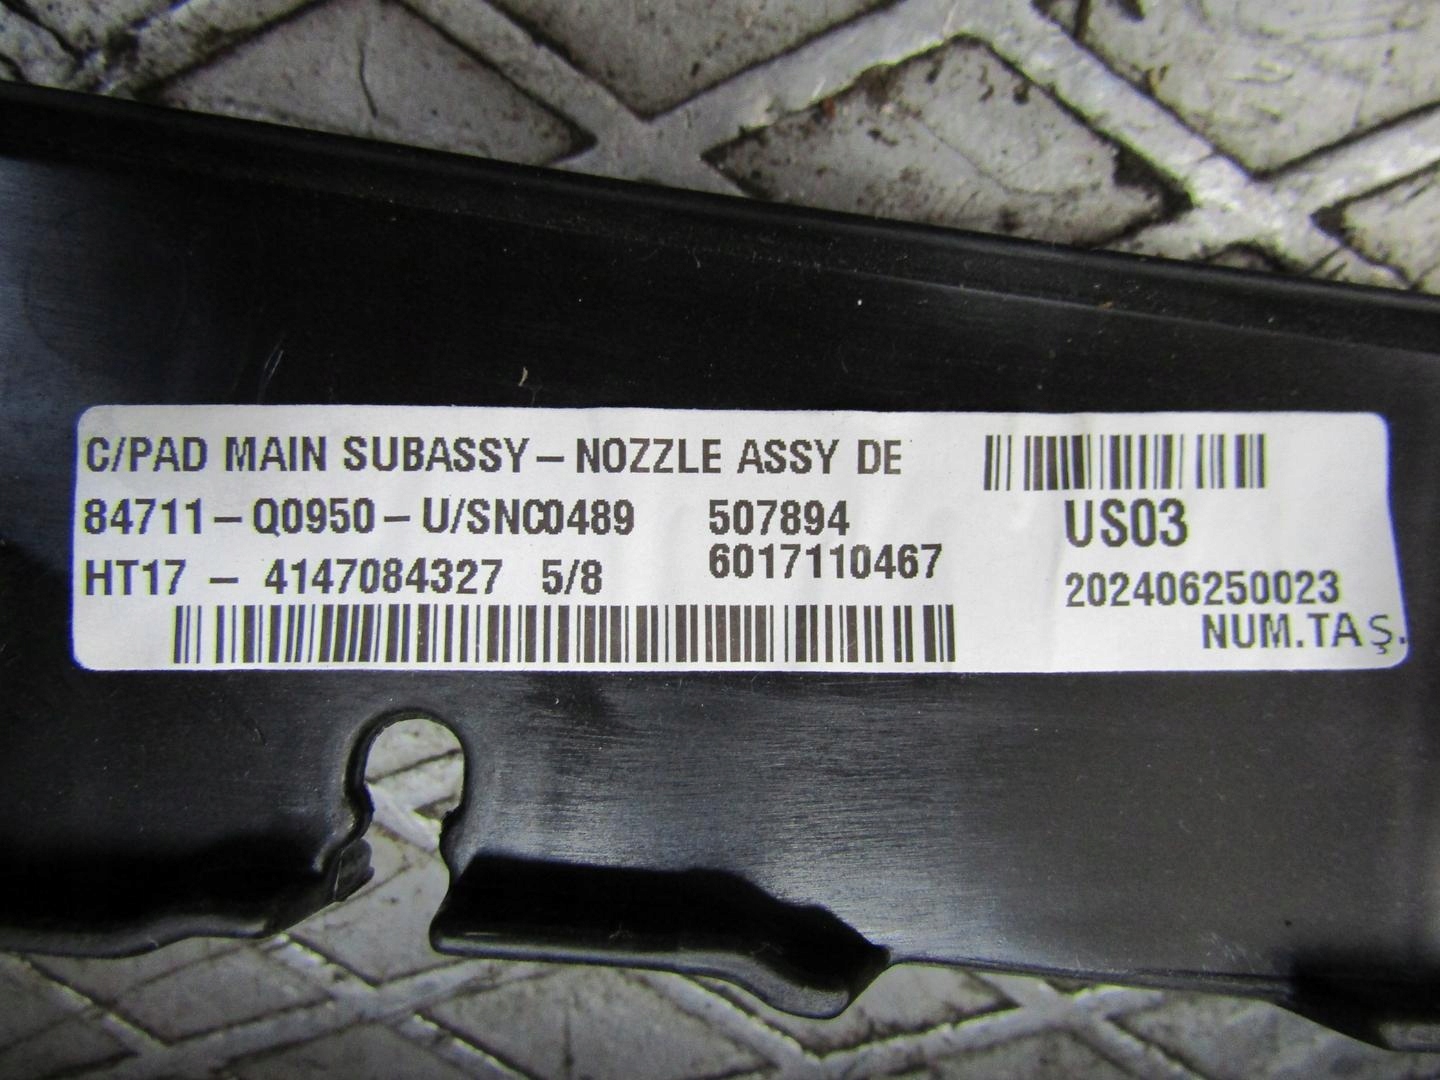 C/PAD MAIN SUBASSY-NOZZLE ASSY DE
84711-Q0950-U/SNC0489 507894
HT17 - 4147084327 5/8 6017110467
US03
202406250023
NUM.TAŞ.